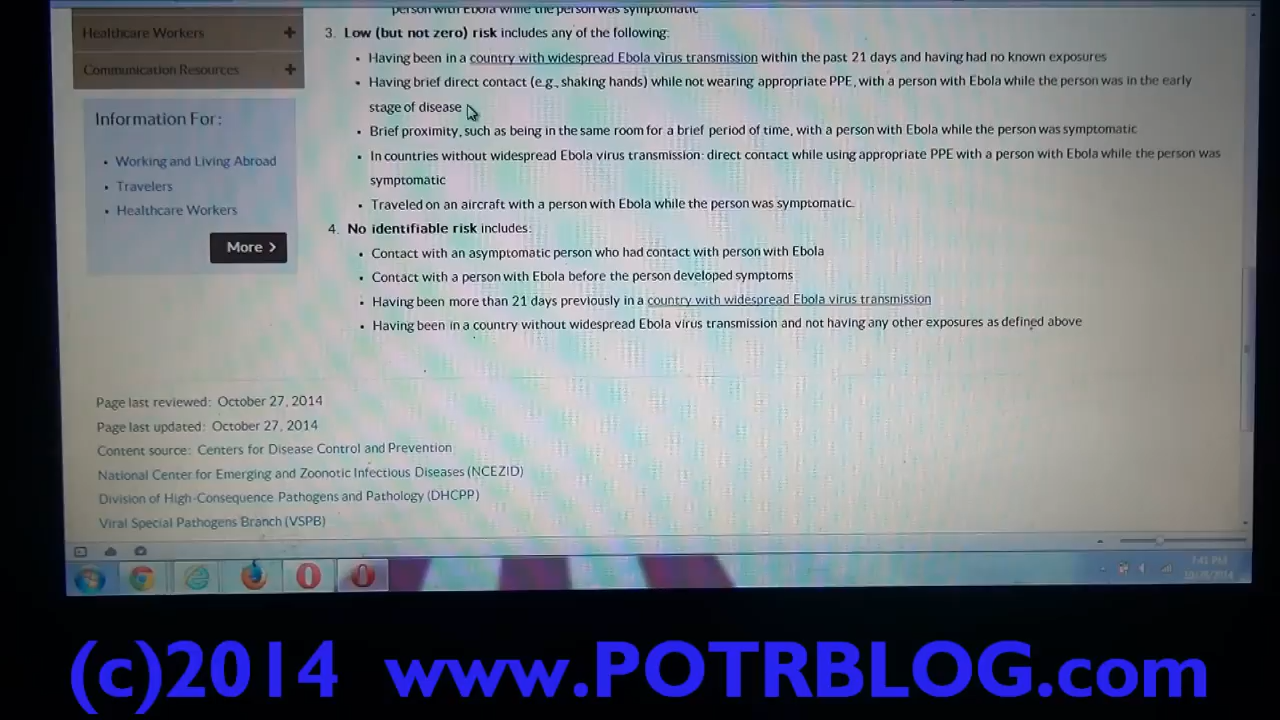 person with Ebola while the person was symptomatic
Healthcare Workers +
Communication Resources +
Information For:
• Working and Living Abroad
• Travelers
• Healthcare Workers
More >
3. Low (but not zero) risk includes any of the following:
• Having been in a country with widespread Ebola virus transmission within the past 21 days and having had no known exposures
• Having brief direct contact (e.g., shaking hands) while not wearing appropriate PPE, with a person with Ebola while the person was in the early
stage of disease
• Brief proximity, such as being in the same room for a brief period of time, with a person with Ebola while the person was symptomatic
• In countries without widespread Ebola virus transmission: direct contact while using appropriate PPE with a person with Ebola while the person was
symptomatic
• Traveled on an aircraft with a person with Ebola while the person was symptomatic.
4. No identifiable risk includes:
• Contact with an asymptomatic person who had contact with person with Ebola
• Contact with a person with Ebola before the person developed symptoms
• Having been more than 21 days previously in a country with widespread Ebola virus transmission
• Having been in a country without widespread Ebola virus transmission and not having any other exposures as defined above
Page last reviewed: October 27, 2014
Page last updated: October 27, 2014
Content source: Centers for Disease Control and Prevention
National Center for Emerging and Zoonotic Infectious Diseases (NCEZID)
Division of High-Consequence Pathogens and Pathology (DHCPP)
Viral Special Pathogens Branch (VSPB)
7:41 PM
(c)2014 www.POTRBLOG.com